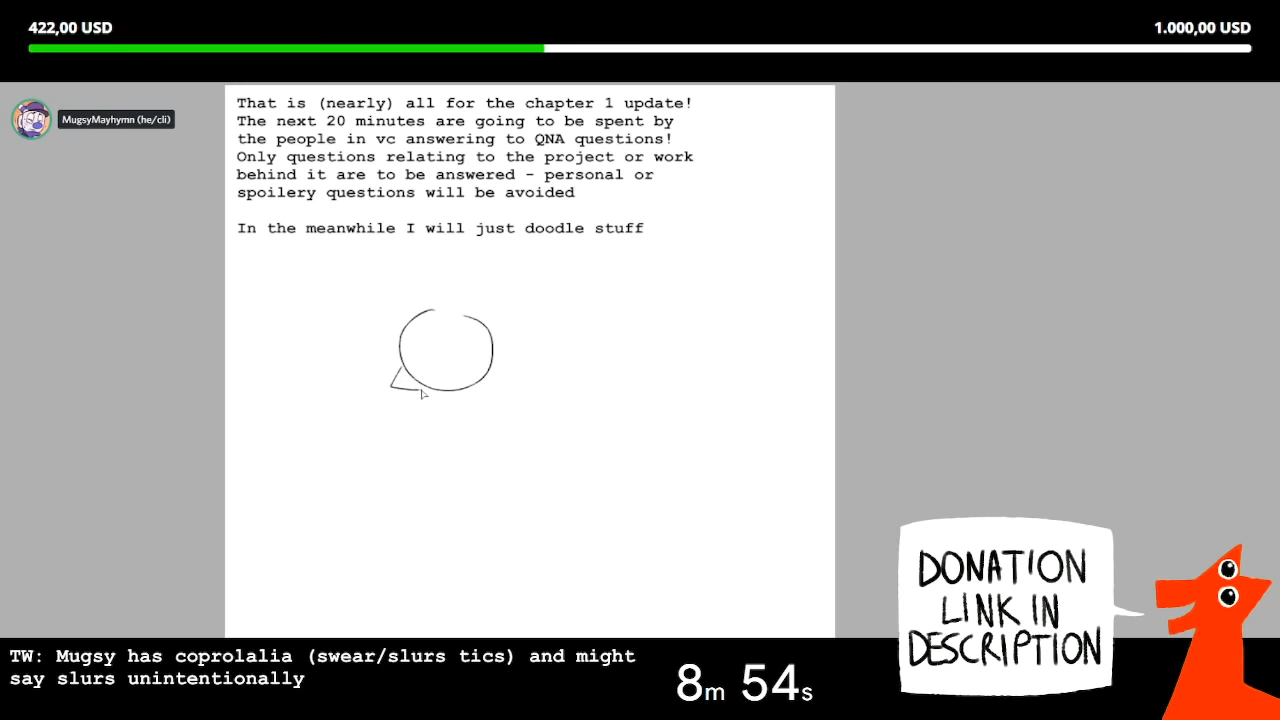 422,00 USD
1.000,00 USD
MugsyMayhymn (he/cli)
That is (nearly) all for the chapter 1 update!
The next 20 minutes are going to be spent by
the people in vc answering to QNA questions!
Only questions relating to the project or work
behind it are to be answered - personal or
spoilery questions will be avoided
In the meanwhile I will just doodle stuff
DONATION
LINK IN
DESCRIPTION
TW: Mugsy has coprolalia (swear/slurs tics) and might
say slurs unintentionally
8m 54s